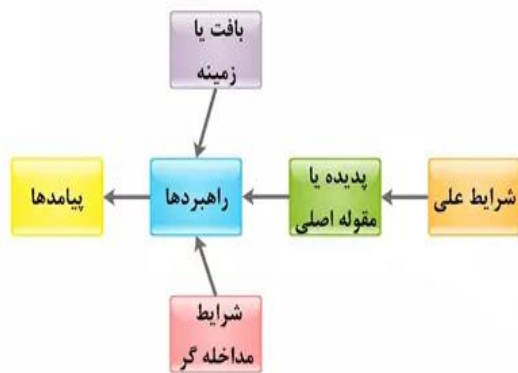 بافت یا
زمینه
شرایط علی
پدیده یا
مقوله اصلی
راهبردها
پیامدها
شرایط
مداخله گر